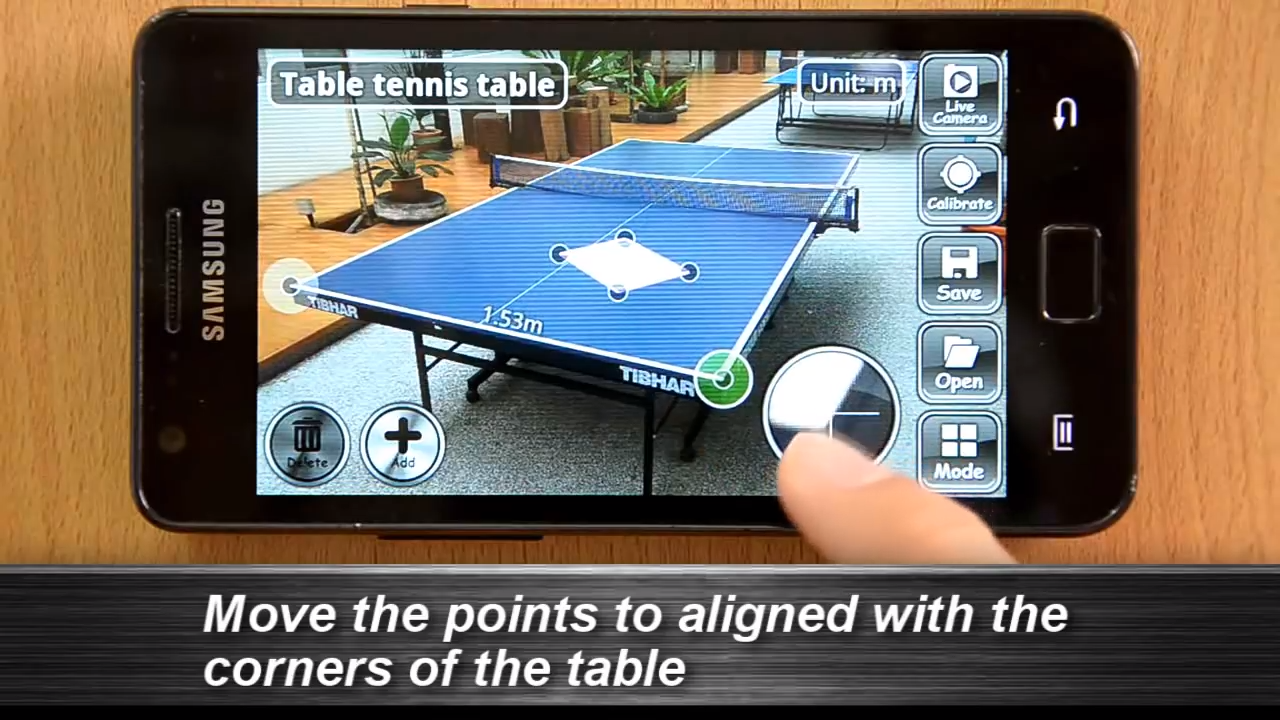 Table tennis table
Unit: m
Live
Camera
Calibrate
SAMSUNG
Save
TIBHAR
1.53m
TIBHAR
Open
Delete
Add
Mode
Move the points to aligned with the
corners of the table